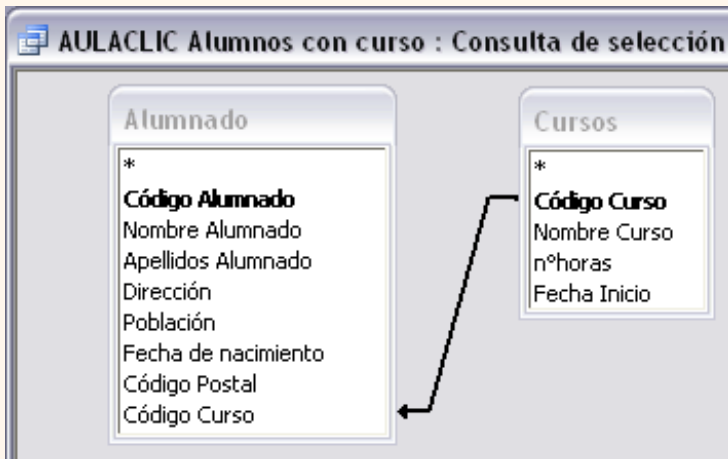 AULACLIC Alumnos con curso : Consulta de selección
Alumnado
*
Código Alumnado
Nombre Alumnado
Apellidos Alumnado
Dirección
Población
Fecha de nacimiento
Código Postal
Código Curso
Cursos
*
Código Curso
Nombre Curso
nºhoras
Fecha Inicio